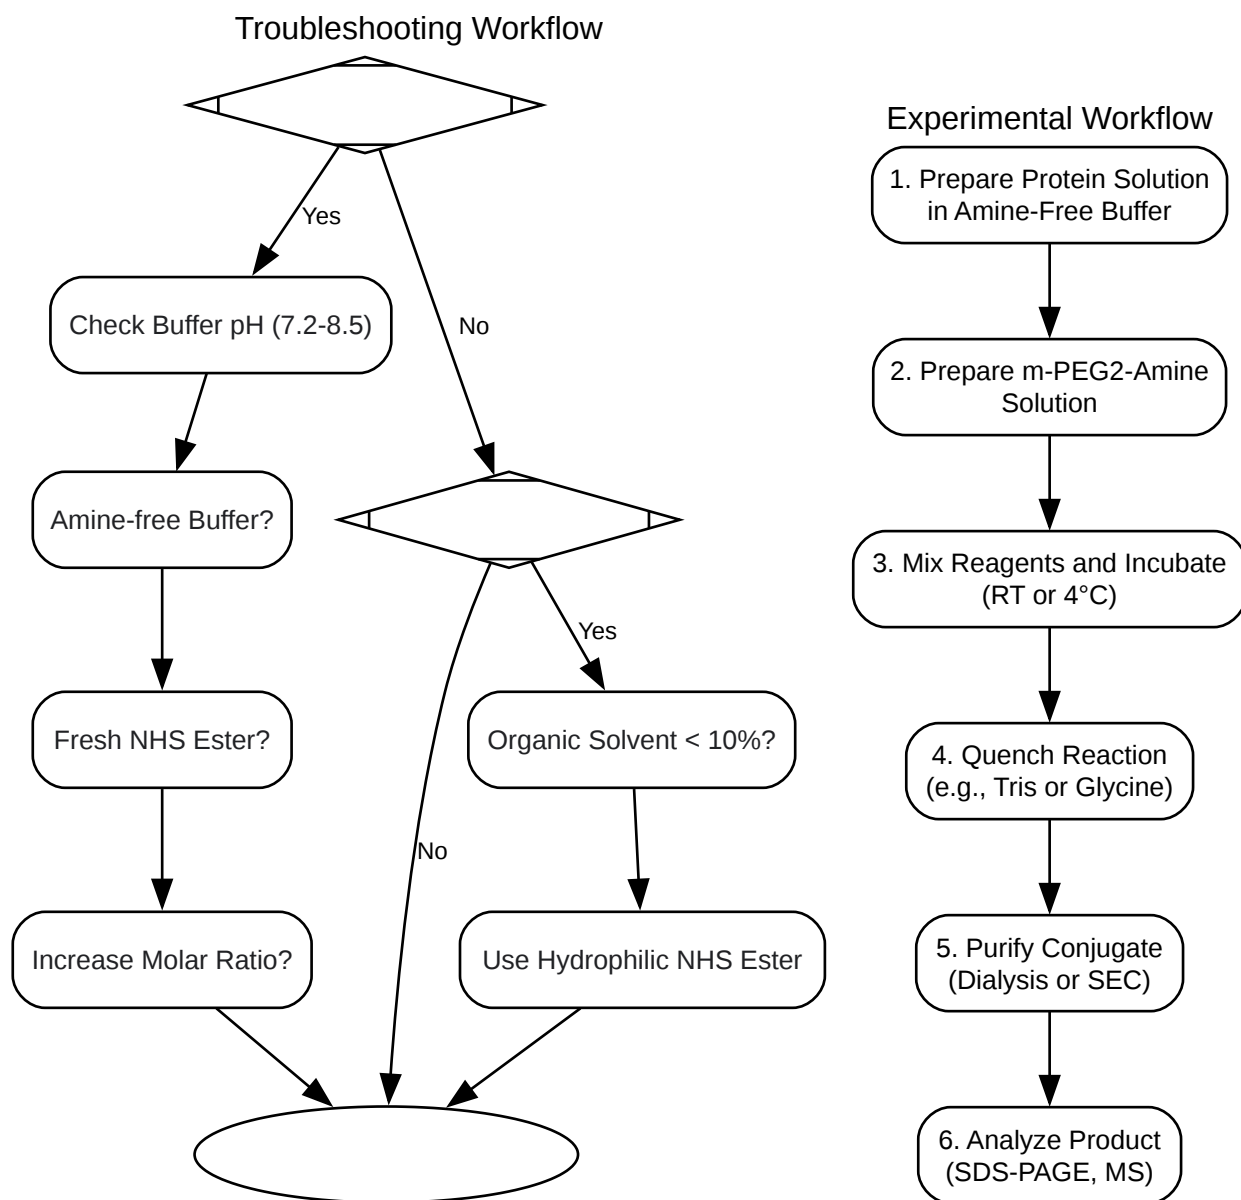 Troubleshooting Workflow
Yes
No
Check Buffer pH (7.2-8.5)
Amine-free Buffer?
Yes
Fresh NHS Ester?
Organic Solvent < 10%?
No
Increase Molar Ratio?
Use Hydrophilic NHS Ester
Experimental Workflow
1. Prepare Protein Solution
in Amine-Free Buffer
2. Prepare m-PEG2-Amine
Solution
3. Mix Reagents and Incubate
(RT or 4°C)
4. Quench Reaction
(e.g., Tris or Glycine)
5. Purify Conjugate
(Dialysis or SEC)
6. Analyze Product
(SDS-PAGE, MS)